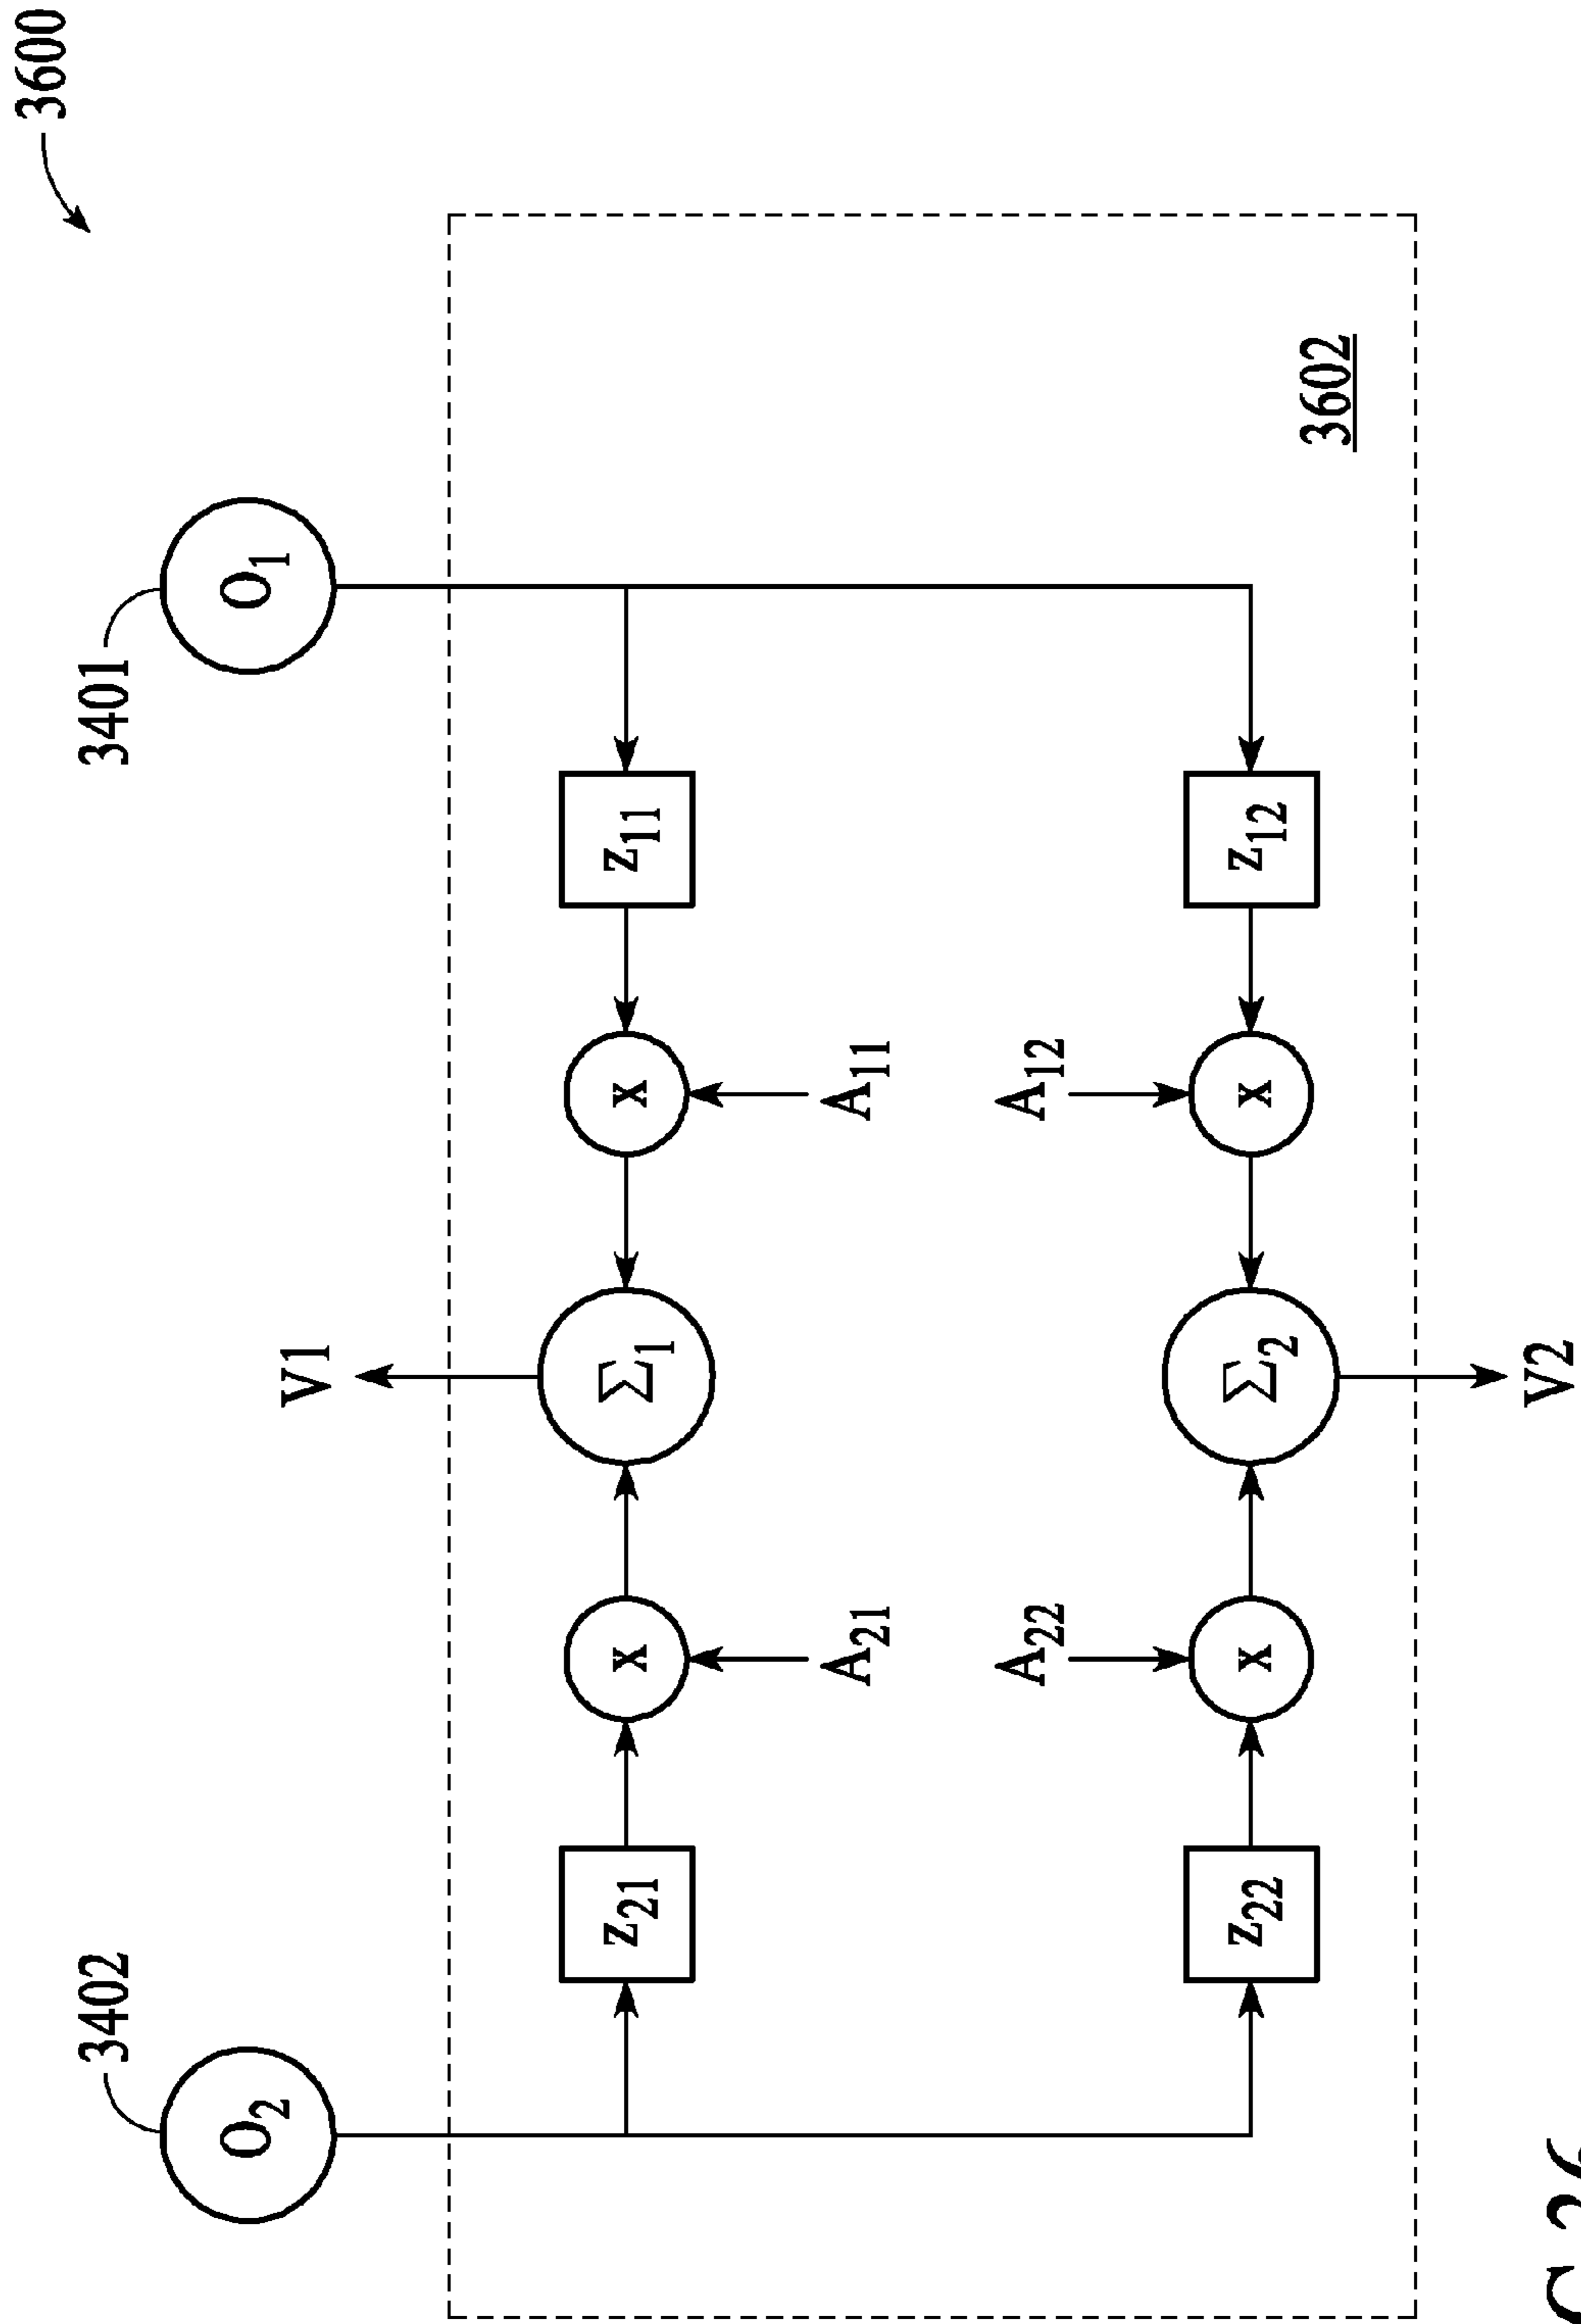 3600
3402
3401
O₂
O₁
V1
z₂₁
x
Σ₁
x
z₁₁
A₂₁
A₁₁
A₂₂
A₁₂
z₂₂
x
Σ₂
x
z₁₂
3602
V2